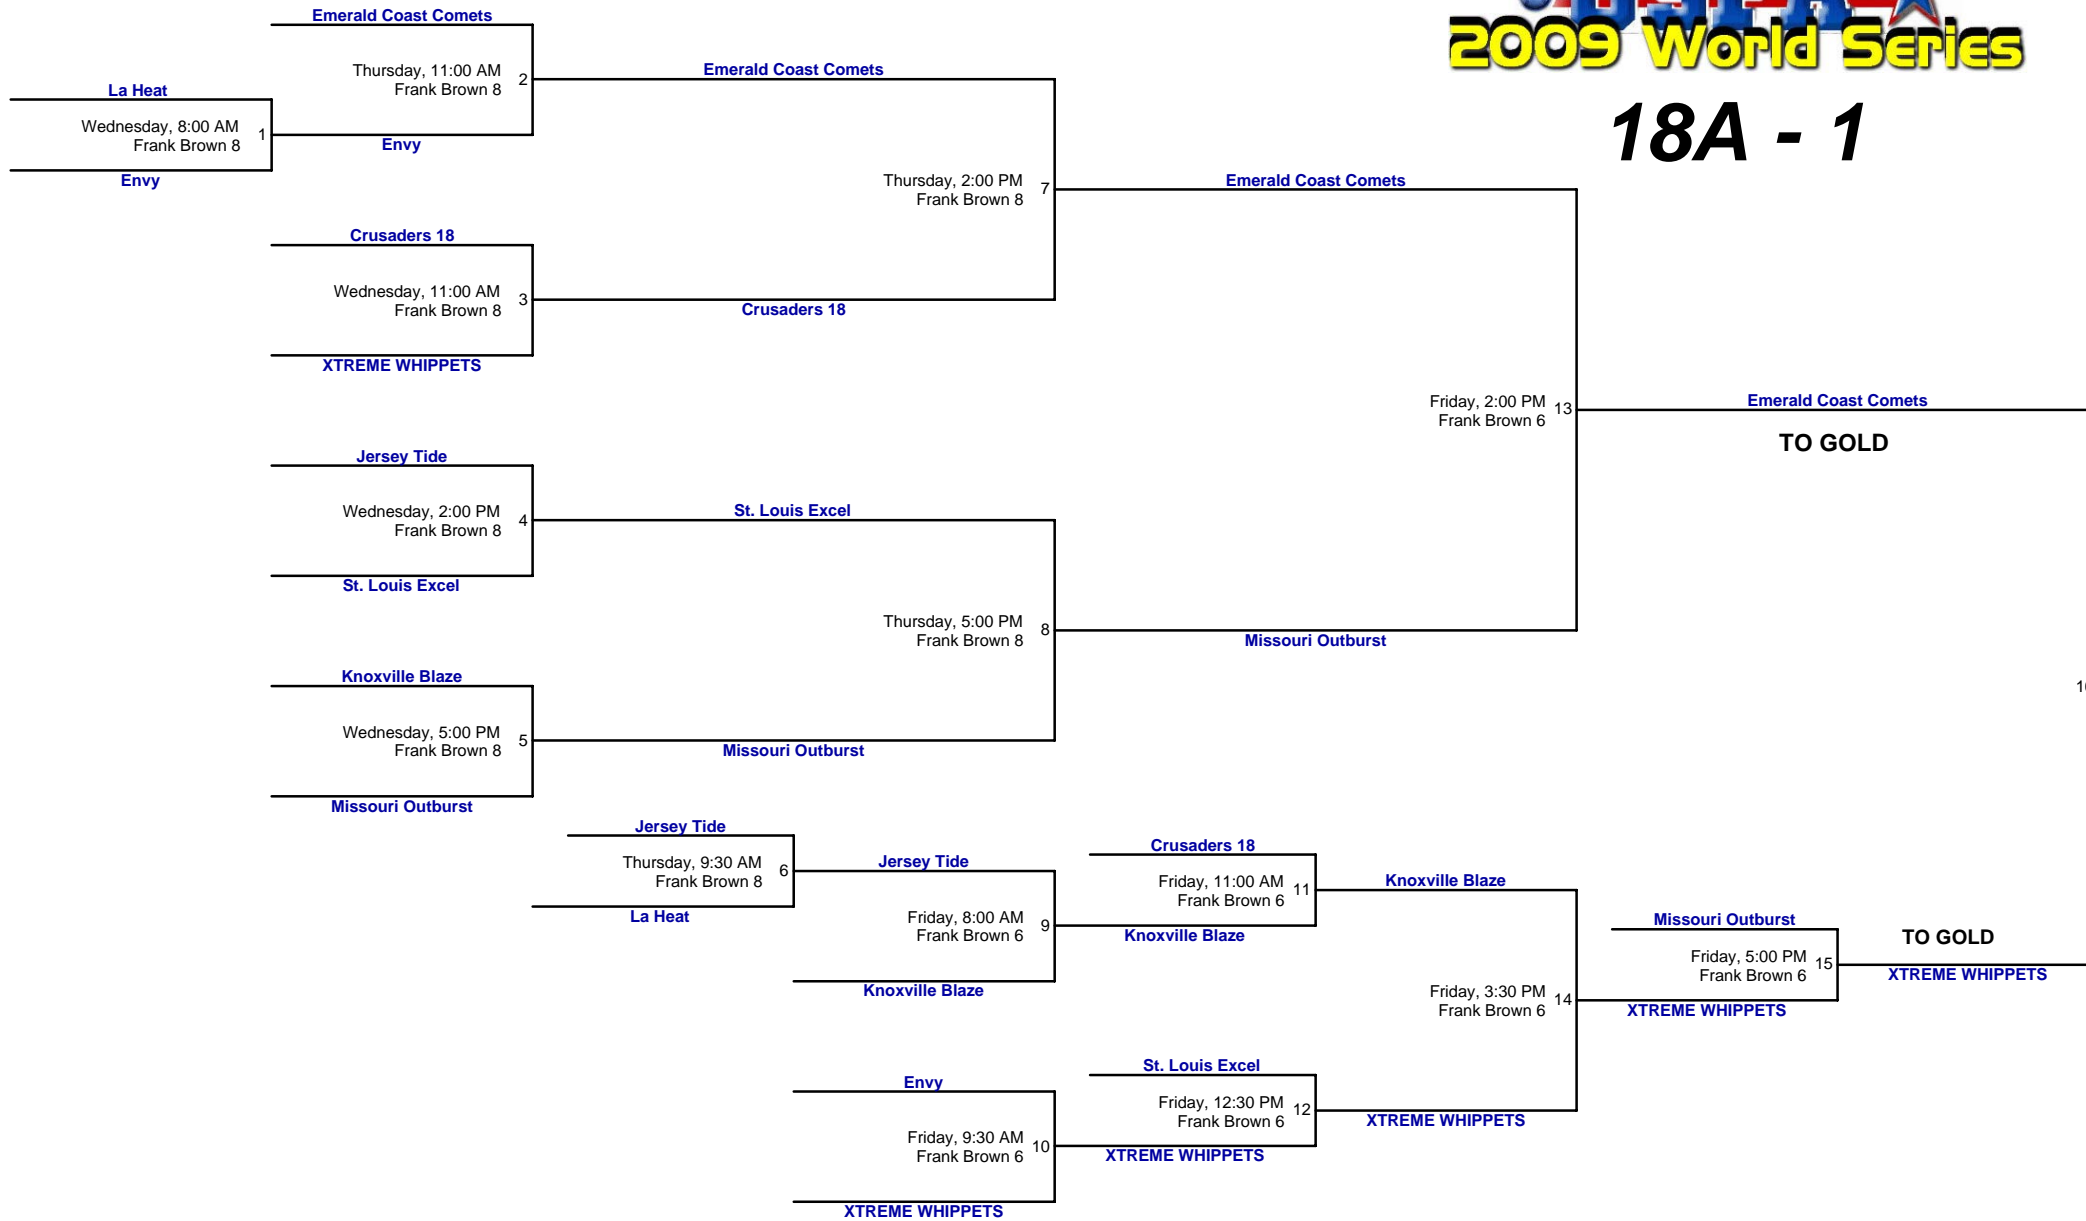 2009 World Series
18A - 1
Emerald Coast Comets
Thursday, 11:00 AM
Frank Brown 8
2
Emerald Coast Comets
La Heat
Wednesday, 8:00 AM
Frank Brown 8
1
Envy
Envy
Thursday, 2:00 PM
Frank Brown 8
7
Emerald Coast Comets
Crusaders 18
Wednesday, 11:00 AM
Frank Brown 8
3
Crusaders 18
XTREME WHIPPETS
Friday, 2:00 PM
Frank Brown 6
13
Emerald Coast Comets
TO GOLD
Jersey Tide
Wednesday, 2:00 PM
Frank Brown 8
4
St. Louis Excel
St. Louis Excel
Thursday, 5:00 PM
Frank Brown 8
8
Missouri Outburst
Knoxville Blaze
Wednesday, 5:00 PM
Frank Brown 8
5
Missouri Outburst
Missouri Outburst
Jersey Tide
Thursday, 9:30 AM
Frank Brown 8
6
Jersey Tide
La Heat
Friday, 8:00 AM
Frank Brown 6
9
Knoxville Blaze
Crusaders 18
Friday, 11:00 AM
Frank Brown 6
11
Knoxville Blaze
Knoxville Blaze
Missouri Outburst
Friday, 5:00 PM
Frank Brown 6
15
TO GOLD
XTREME WHIPPETS
Friday, 3:30 PM
Frank Brown 6
14
XTREME WHIPPETS
St. Louis Excel
Friday, 12:30 PM
Frank Brown 6
12
XTREME WHIPPETS
Envy
Friday, 9:30 AM
Frank Brown 6
10
XTREME WHIPPETS
XTREME WHIPPETS